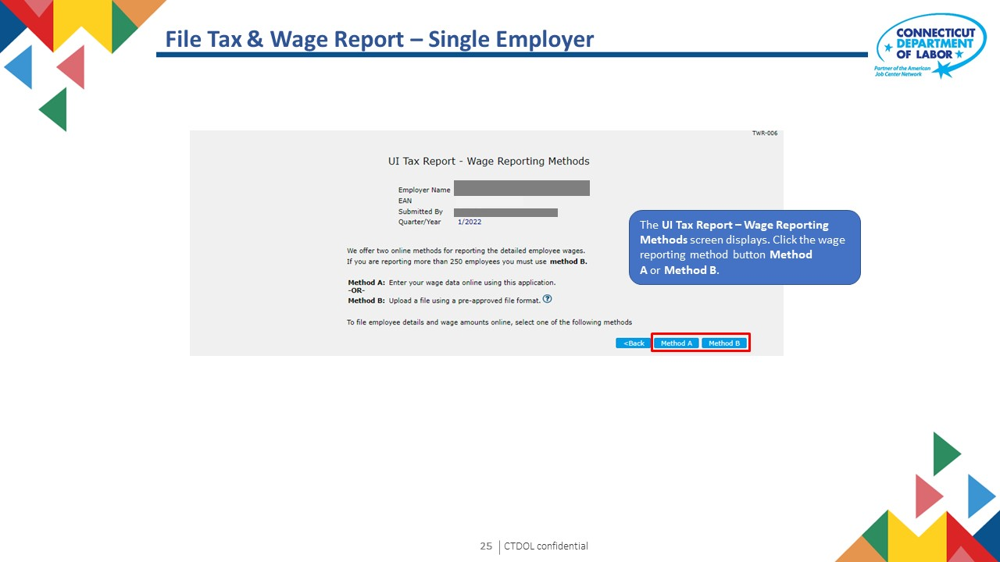 File Tax & Wage Report – Single Employer
CONNECTICUT
DEPARTMENT
OF LABOR
Partner of the American
Job Center Network
TWR-006
UI Tax Report - Wage Reporting Methods
Employer Name
EAN
Submitted By
Quarter/Year 1/2022
The UI Tax Report – Wage Reporting
Methods screen displays. Click the wage
reporting method button Method
A or Method B.
We offer two online methods for reporting the detailed employee wages.
If you are reporting more than 250 employees you must use method B.
Method A: Enter your wage data online using this application.
-OR-
Method B: Upload a file using a pre-approved file format. ?
To file employee details and wage amounts online, select one of the following methods
<Back Method A Method B
25 CTDOL confidential